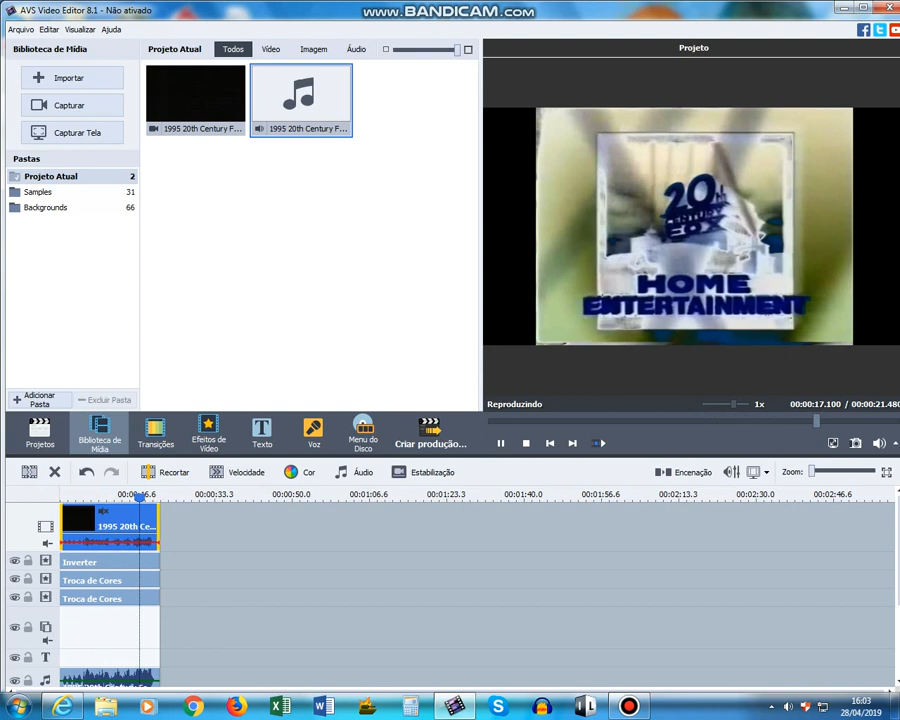 AVS Video Editor 8.1 - Não ativado
www.BANDICAM.com
Arquivo Editar Visualizar Ajuda
Biblioteca de Mídia
Projeto Atual Todos Vídeo Imagem Áudio
Projeto
Importar
Capturar
Capturar Tela
1995 20th Century F...
1995 20th Century F...
Pastas
Projeto Atual 2
Samples 31
Backgrounds 66
20th
CENTURY
FOX
HOME
ENTERTAINMENT
Adicionar Pasta
Excluir Pasta
Reproduzindo 1x 00:00:17.100 / 00:00:21.480
Projetos
Biblioteca de Mídia
Transições
Efeitos de Vídeo
Texto
Voz
Menu do Disco
Criar produção...
Recortar Velocidade Cor Áudio Estabilização Encenação Zoom:
00:00:33.3 00:00:50.0 00:01:06.6 00:01:23.3 00:01:40.0 00:01:56.6 00:02:13.3 00:02:30.0 00:02:46.6
1995 20th Ce...
Inverter
Troca de Cores
Troca de Cores
T
16:03
28/04/2019